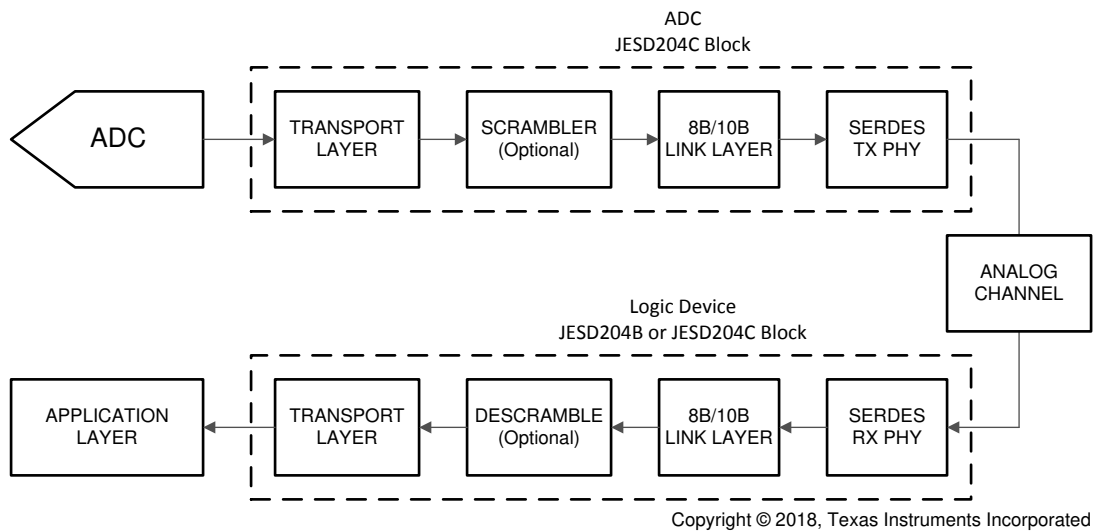 ADC
JESD204C Block
ADC
TRANSPORT
LAYER
SCRAMBLER
(Optional)
8B/10B
LINK LAYER
SERDES
TX PHY
ANALOG
CHANNEL
Logic Device
JESD204B or JESD204C Block
APPLICATION
LAYER
TRANSPORT
LAYER
DESCRAMBLE
(Optional)
8B/10B
LINK LAYER
SERDES
RX PHY
Copyright © 2018, Texas Instruments Incorporated